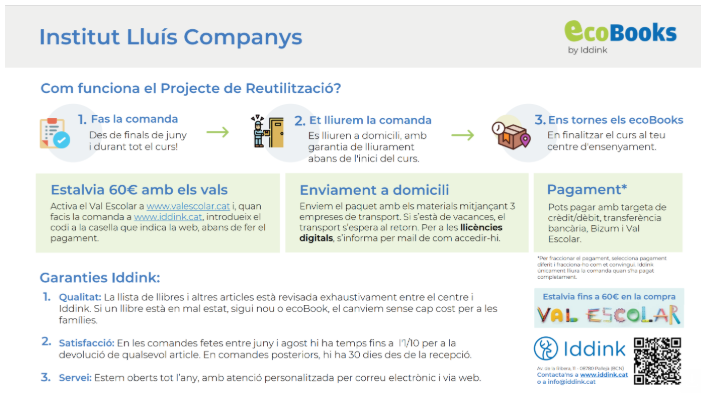 Institut Lluís Companys
ecoBooks
by Iddink
Com funciona el Projecte de Reutilització?
1. Fas la comanda
Des de finals de juny
i durant tot el curs!
2. Et lliurem la comanda
Es lliuren a domicili, amb
garantia de lliurament
abans de l'inici del curs.
3. Ens tornes els ecoBooks
En finalitzar el curs al teu
centre d'ensenyament.
Estalvia 60€ amb els vals
Activa el Val Escolar a www.valescolar.cat i, quan
facis la comanda a www.iddink.cat, introdueix el
codi a la casella que indica la web, abans de fer el
pagament.
Enviament a domicili
Enviem el paquet amb els materials mitjançant 3
empreses de transport. Si s'està de vacances, el
transport s'espera al retorn. Per a les llicències
digitals, s'informa per mail de com accedir-hi.
Pagament*
Pots pagar amb targeta de
crèdit/dèbit, transferència
bancària, Bizum i Val
Escolar.
*Per fraccionar el pagament, selecciona pagament
diferit i fracciona-ho com et convingui. Iddink
únicament lliura la comanda quan s'ha pagat
completament.
Garanties Iddink:
1. Qualitat: La llista de llibres i altres articles està revisada exhaustivament entre el centre i
Iddink. Si un llibre està en mal estat, sigui nou o ecoBook, el canviem sense cap cost per a les
famílies.
2. Satisfacció: En les comandes fetes entre juny i agost hi ha temps fins a l'1/10 per a la
devolució de qualsevol article. En comandes posteriors, hi ha 30 dies des de la recepció.
3. Servei: Estem oberts tot l'any, amb atenció personalitzada per correu electrònic i via web.
Estalvia fins a 60€ en la compra
VAL ESCOLAR
Iddink
Av. de la Ribera, 11 - 08780 Pallejà (BCN)
Contacta'ns a www.iddink.cat
o a info@iddink.cat